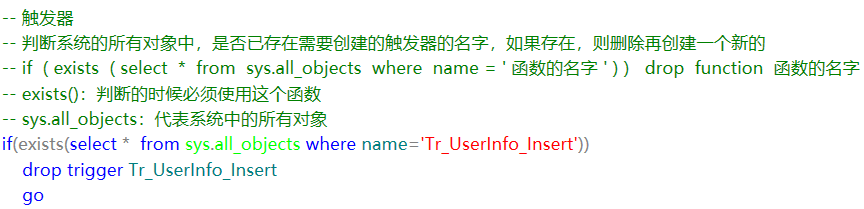 -- 触发器
-- 判断系统的所有对象中，是否已存在需要创建的触发器的名字，如果存在，则删除再创建一个新的
-- if ( exists ( select * from sys.all_objects where name = ' 函数的名字 ' ) ) drop function 函数的名字
-- exists()：判断的时候必须使用这个函数
-- sys.all_objects：代表系统中的所有对象
if(exists(select * from sys.all_objects where name='Tr_UserInfo_Insert'))
drop trigger Tr_UserInfo_Insert
go